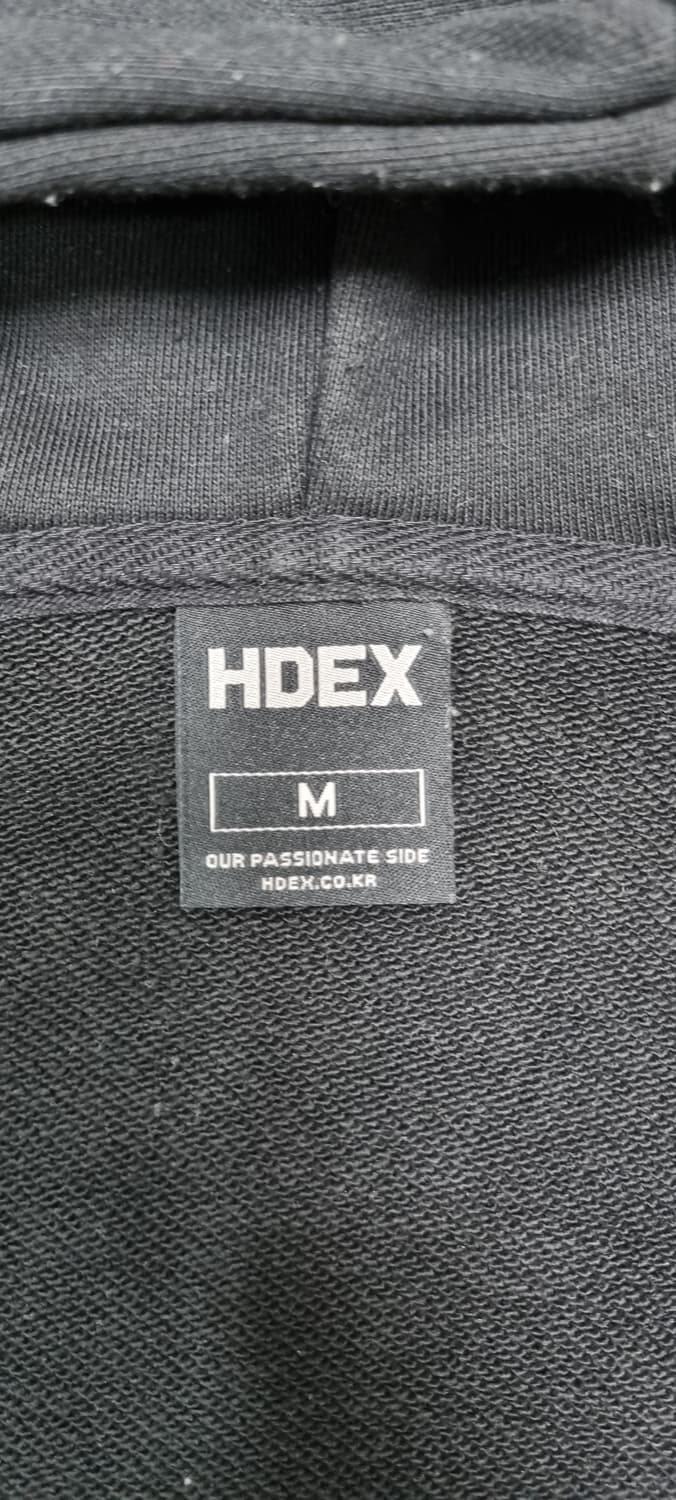 HDEX
M
OUR PASSIONATE SIDE
HDEX.CO.KR